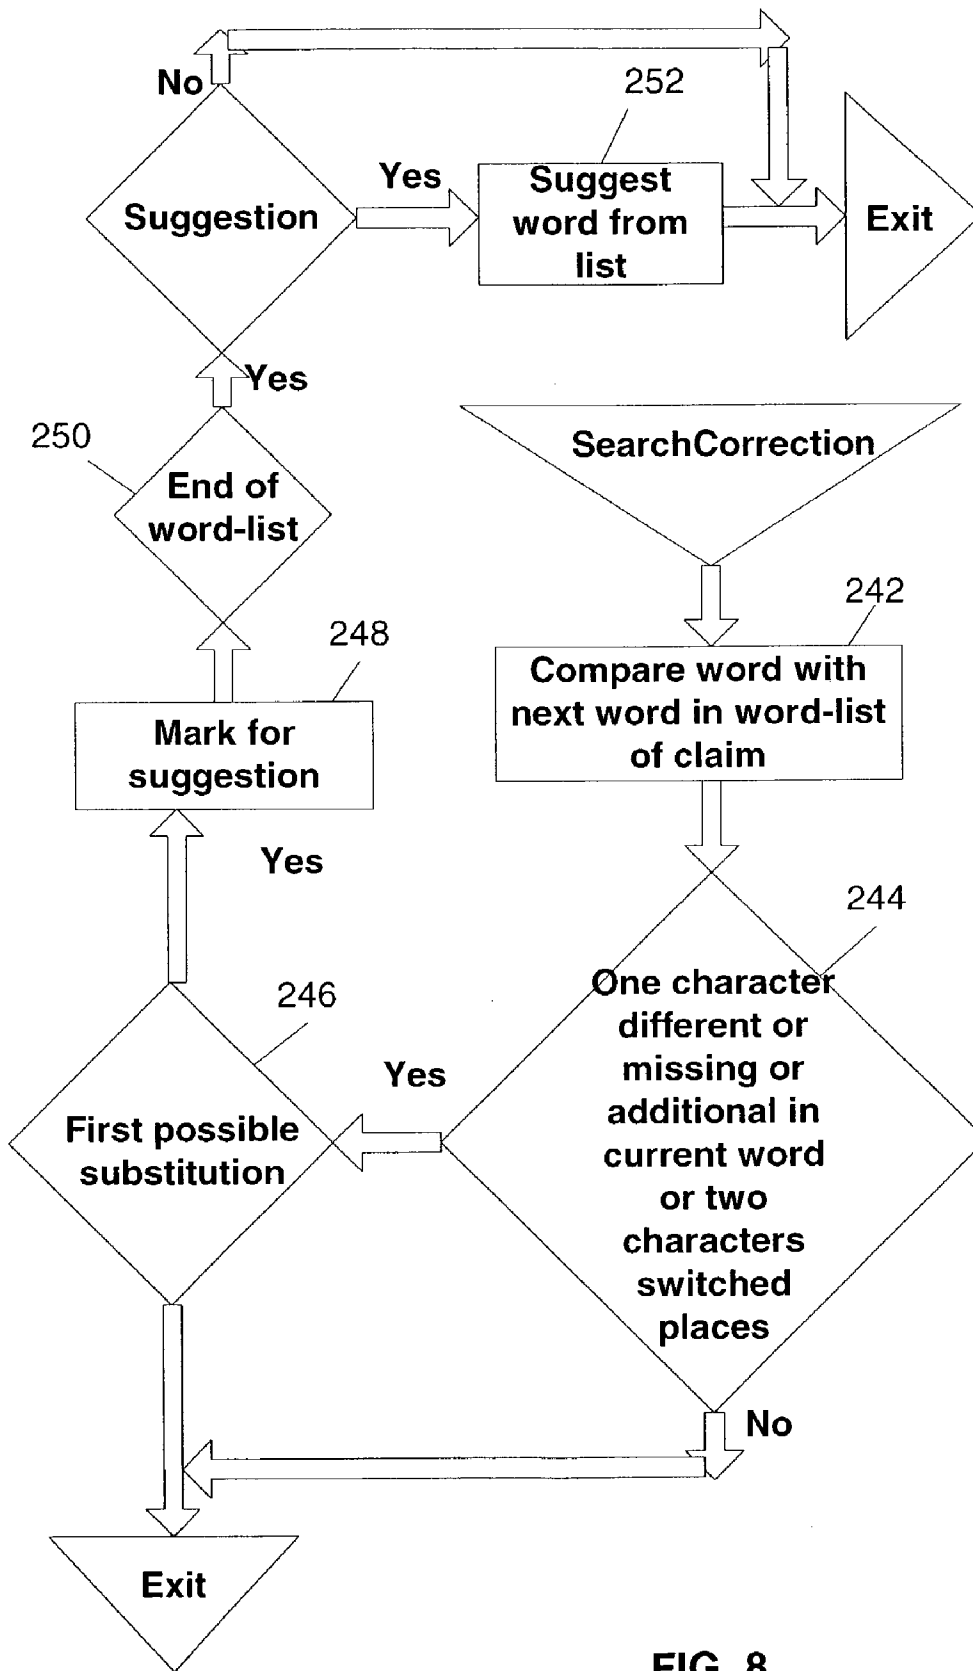 No
252
Yes
Suggestion
Suggest
word from
list
Exit
Yes
250
End of
word-list
SearchCorrection
242
248
Compare word with
next word in word-list
of claim
Mark for
suggestion
Yes
244
246
One character
different or
missing or
additional in
current word
or two
characters
switched
places
Yes
First possible
substitution
No
Exit
FIG. 8